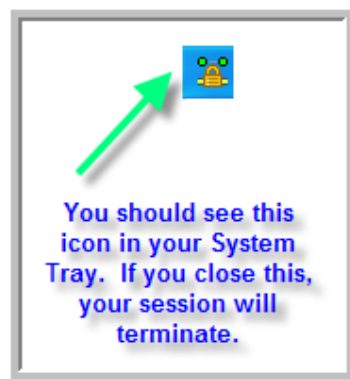 You should see this
icon in your System
Tray.  If you close this,
your session will
terminate.